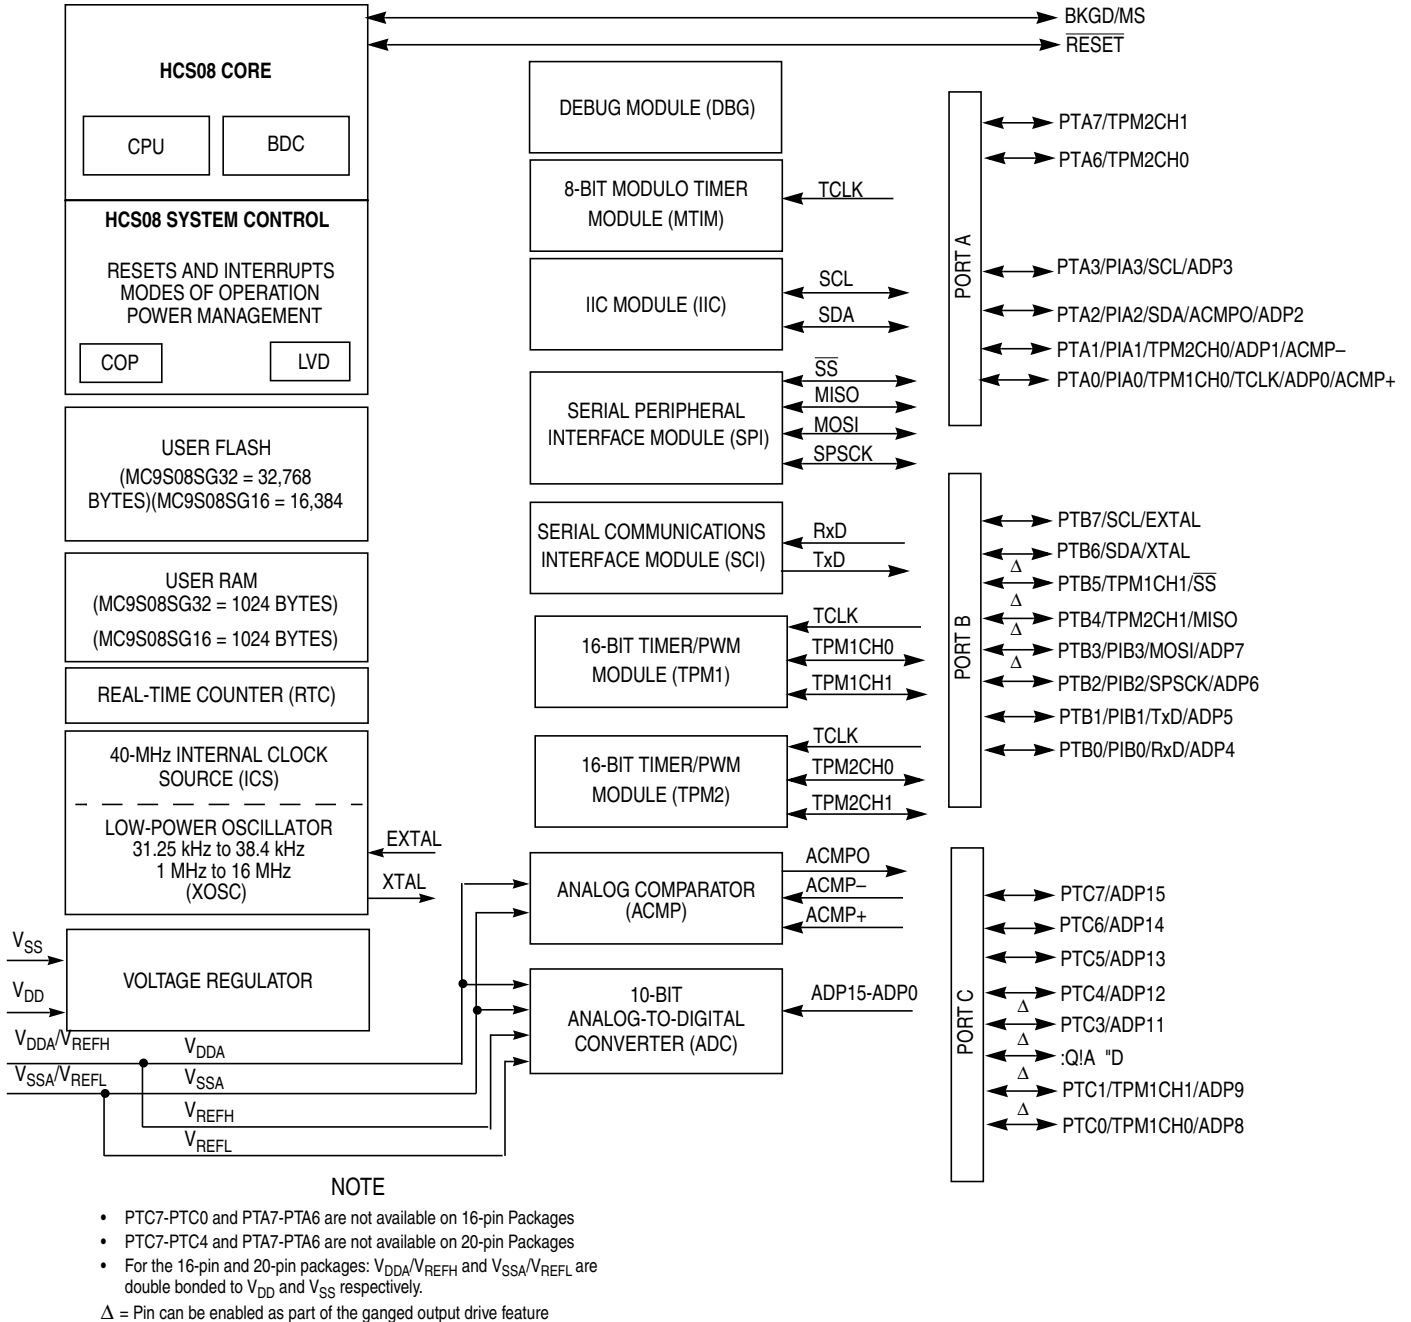 HCS08 CORE
CPU
BDC
HCS08 SYSTEM CONTROL
RESETS AND INTERRUPTS
MODES OF OPERATION
POWER MANAGEMENT
COP
LVD
USER FLASH
(MC9S08SG32 = 32,768
BYTES)(MC9S08SG16 = 16,384
USER RAM
(MC9S08SG32 = 1024 BYTES)
(MC9S08SG16 = 1024 BYTES)
REAL-TIME COUNTER (RTC)
40-MHz INTERNAL CLOCK
SOURCE (ICS)
LOW-POWER OSCILLATOR
31.25 kHz to 38.4 kHz
1 MHz to 16 MHz
(XOSC)
EXTAL
XTAL
VSS
VDD
VOLTAGE REGULATOR
VDDA/VREFH
VDDA
VSSA/VREFL
VSSA
VREFH
VREFL
DEBUG MODULE (DBG)
8-BIT MODULO TIMER
MODULE (MTIM)
TCLK
IIC MODULE (IIC)
SCL
SDA
SERIAL PERIPHERAL
INTERFACE MODULE (SPI)
SS
MISO
MOSI
SPSCK
SERIAL COMMUNICATIONS
INTERFACE MODULE (SCI)
RxD
TxD
16-BIT TIMER/PWM
MODULE (TPM1)
TCLK
TPM1CH0
TPM1CH1
16-BIT TIMER/PWM
MODULE (TPM2)
TCLK
TPM2CH0
TPM2CH1
ANALOG COMPARATOR
(ACMP)
ACMPO
ACMP–
ACMP+
10-BIT
ANALOG-TO-DIGITAL
CONVERTER (ADC)
ADP15-ADP0
BKGD/MS
RESET
PORT A
PTA7/TPM2CH1
PTA6/TPM2CH0
PTA3/PIA3/SCL/ADP3
PTA2/PIA2/SDA/ACMPO/ADP2
PTA1/PIA1/TPM2CH0/ADP1/ACMP–
PTA0/PIA0/TPM1CH0/TCLK/ADP0/ACMP+
PORT B
PTB7/SCL/EXTAL
PTB6/SDA/XTAL
Δ
PTB5/TPM1CH1/SS
Δ
PTB4/TPM2CH1/MISO
Δ
PTB3/PIB3/MOSI/ADP7
Δ
PTB2/PIB2/SPSCK/ADP6
PTB1/PIB1/TxD/ADP5
PTB0/PIB0/RxD/ADP4
PORT C
PTC7/ADP15
PTC6/ADP14
PTC5/ADP13
PTC4/ADP12
Δ
PTC3/ADP11
Δ
:Q!A "D
Δ
PTC1/TPM1CH1/ADP9
Δ
PTC0/TPM1CH0/ADP8
NOTE
• PTC7-PTC0 and PTA7-PTA6 are not available on 16-pin Packages
• PTC7-PTC4 and PTA7-PTA6 are not available on 20-pin Packages
• For the 16-pin and 20-pin packages: VDDA/VREFH and VSSA/VREFL are
double bonded to VDD and VSS respectively.
Δ = Pin can be enabled as part of the ganged output drive feature